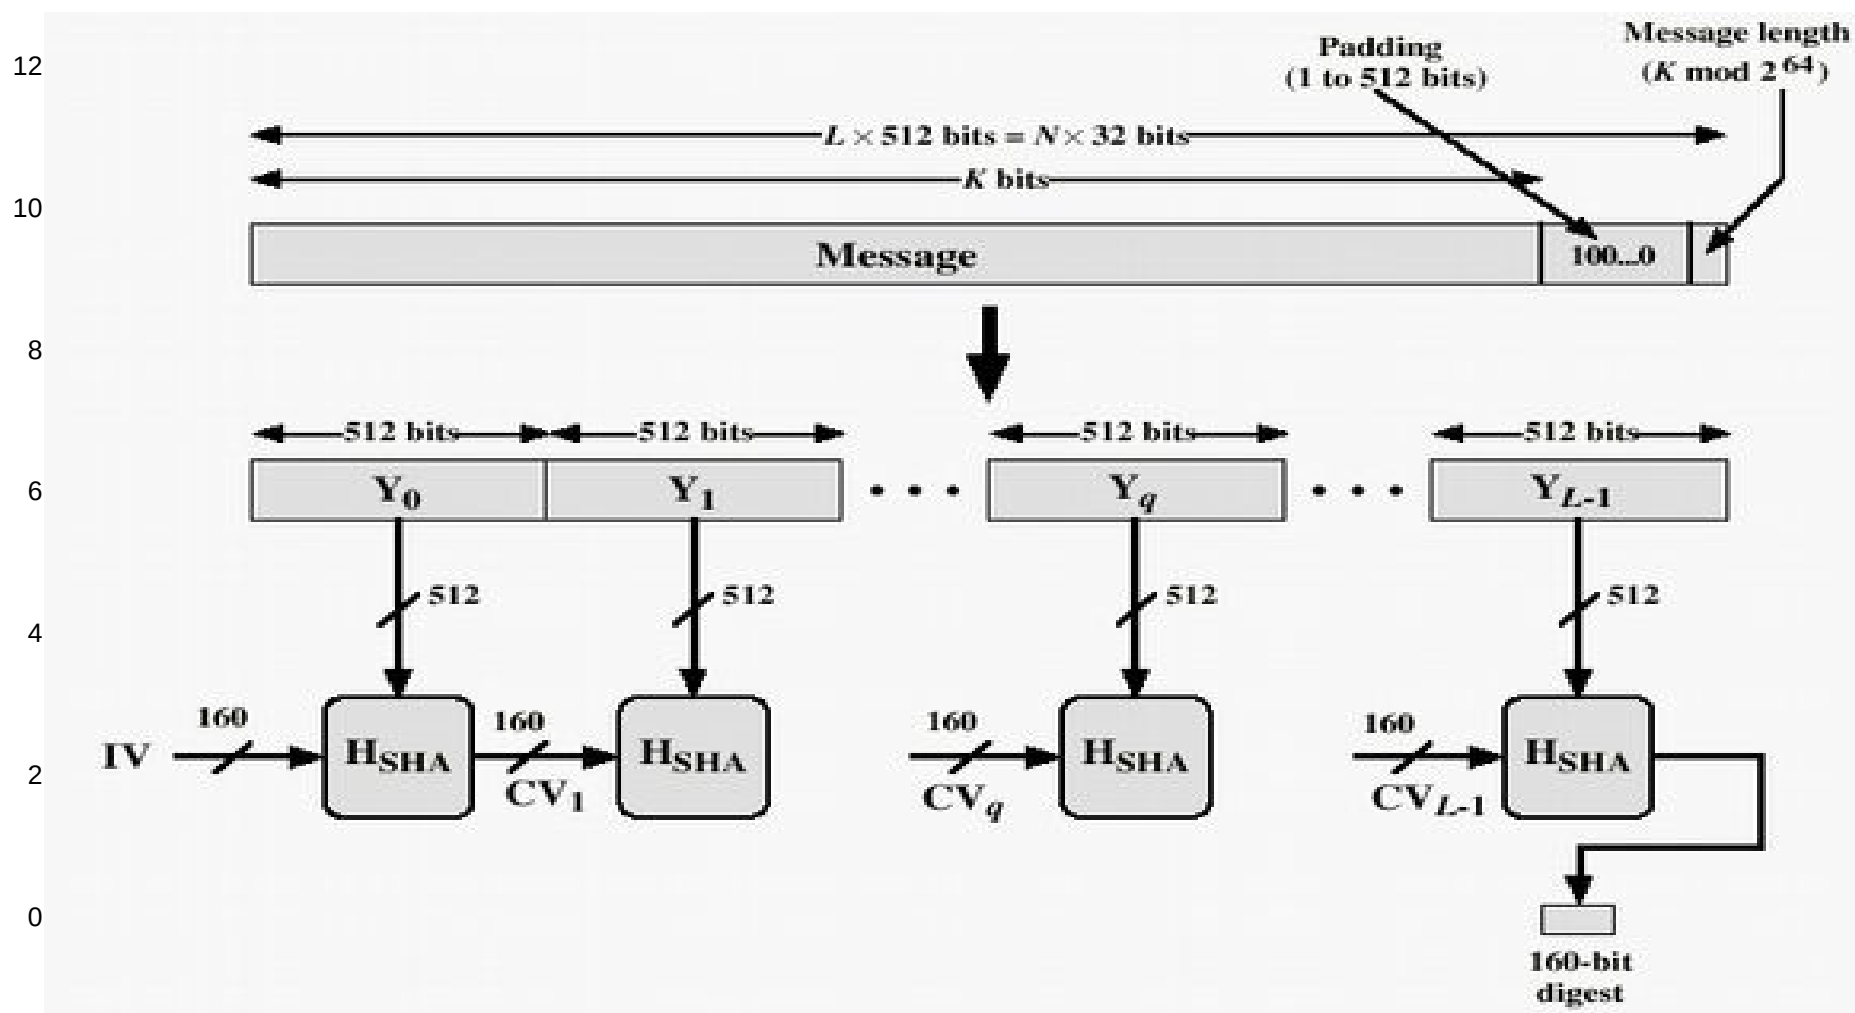 12
10
8
6
4
2
0
Padding
(1 to 512 bits)
Message length
(K mod 2^64)
L × 512 bits = N × 32 bits
K bits
Message
100...0
512 bits
512 bits
512 bits
512 bits
Y0
Y1
• • •
Yq
• • •
YL-1
512
512
512
512
160
160
160
160
IV
HSHA
HSHA
HSHA
HSHA
CV1
CVq
CVL-1
160-bit
digest